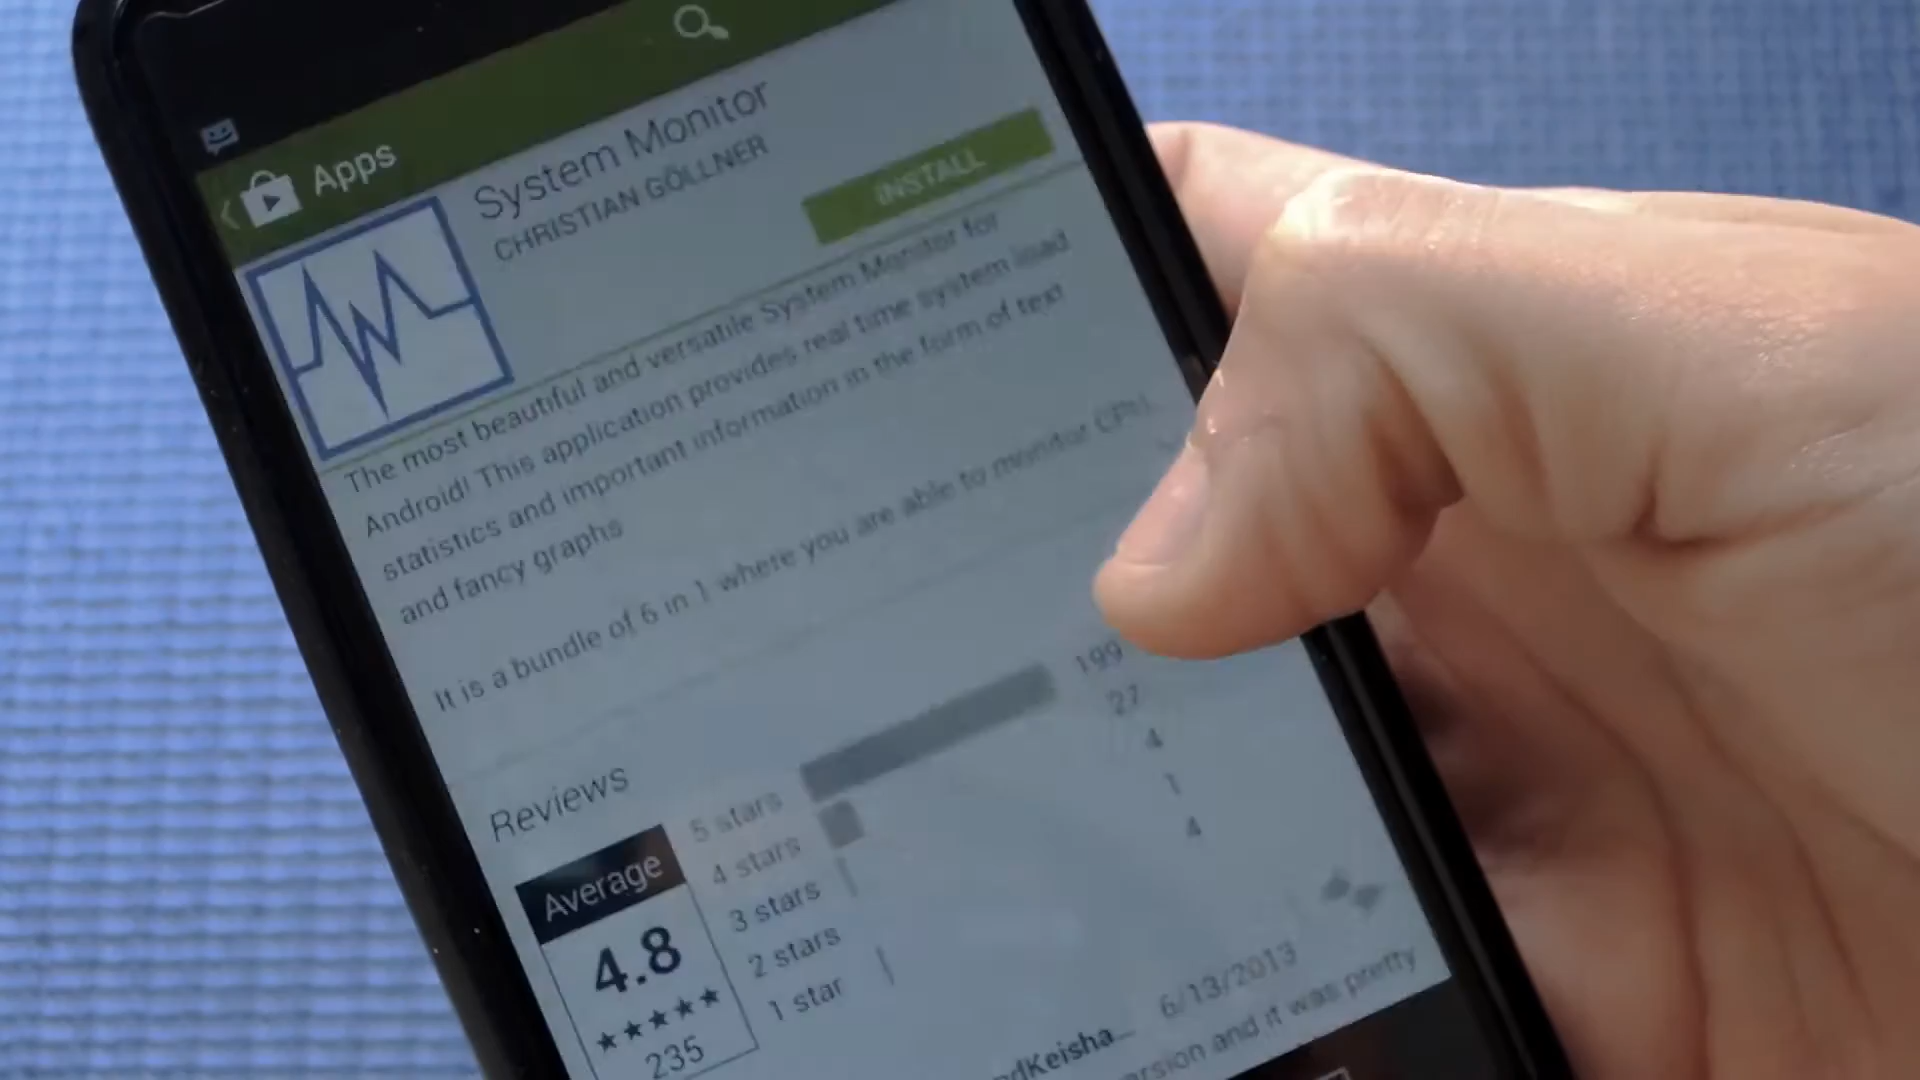 Apps
System Monitor
CHRISTIAN GÖLLNER
INSTALL
The most beautiful and versatile System Monitor for
Android! This application provides real time system load
statistics and important information in the form of text
and fancy graphs
It is a bundle of 6 in 1 where you are able to monitor CPU,
Reviews
Average
4.8
235
5 stars 199
4 stars 27
3 stars 4
2 stars 1
1 star 4
6/13/2013
and it was pretty